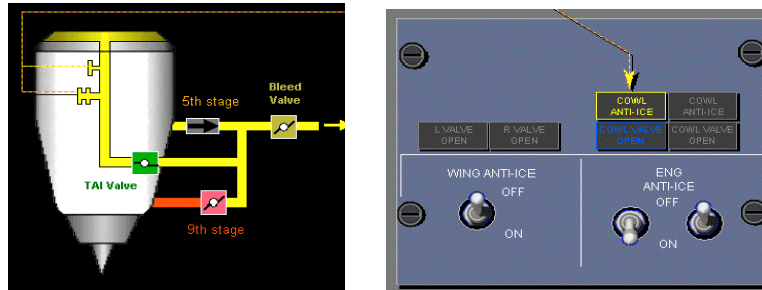 5th stage
Bleed
Valve
TAI Valve
9th stage
COWL
ANTI-ICE
COWL
ANTI-ICE
L VALVE
OPEN
R VALVE
OPEN
COWL VALVE
OPEN
COWL VALVE
OPEN
WING ANTI-ICE
OFF
ON
ENG
ANTI-ICE
OFF
ON